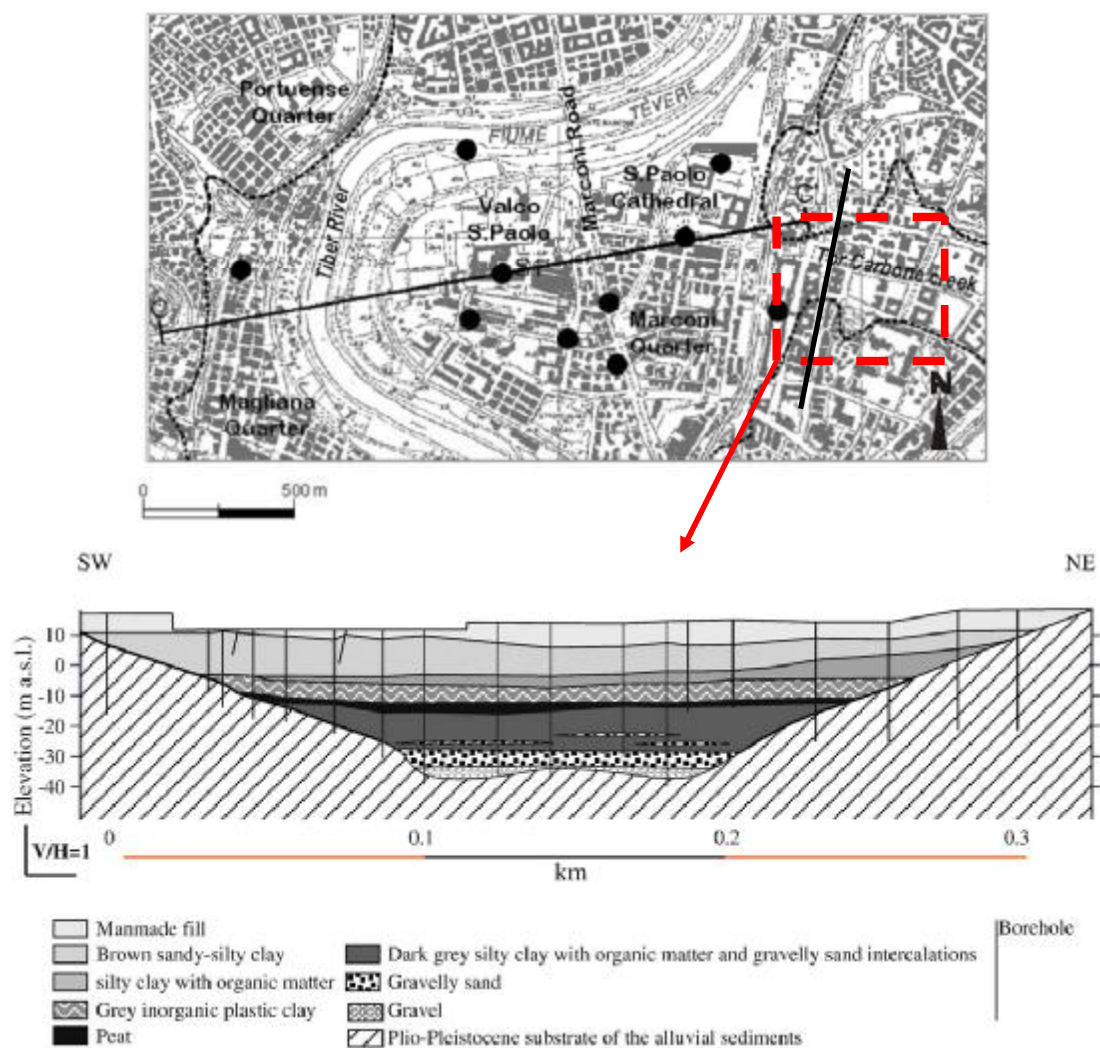 Portuense
Quarter
FIUME
TEVERE
Marconi Road
S.Paolo
Cathedral
Valco
S.Paolo
Tiber River
Tor Carbone creek
Marconi
Quarter
Magliana
Quarter
N
0 500 m
SW NE
Elevation (m a.s.l.)
10
0
-10
-20
-30
-40
V/H=1
0 0.1 0.2 0.3
km
Manmade fill
Brown sandy-silty clay
silty clay with organic matter
Grey inorganic plastic clay
Peat
Dark grey silty clay with organic matter and gravelly sand intercalations
Gravelly sand
Gravel
Plio-Pleistocene substrate of the alluvial sediments
Borehole